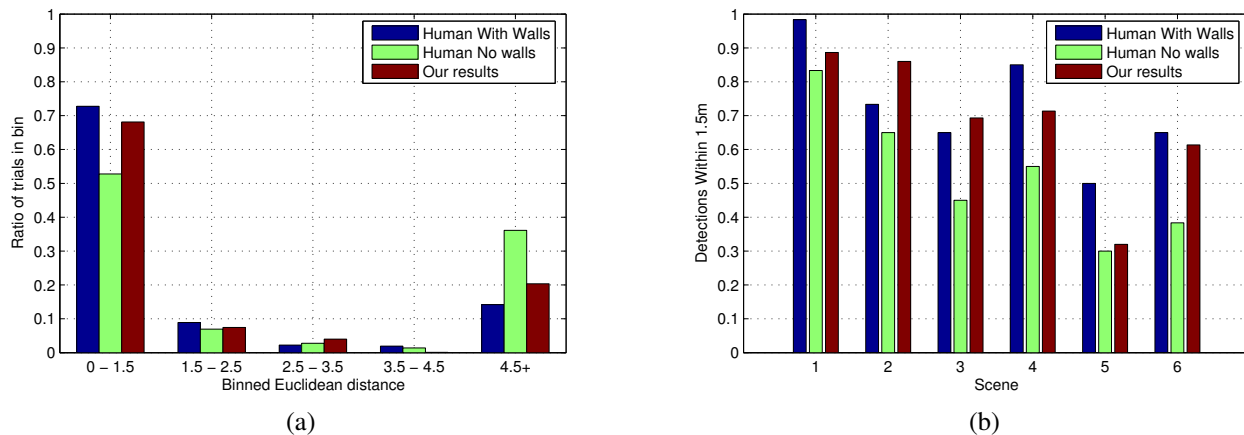 1
0.9
0.8
0.7
0.6
0.5
0.4
0.3
0.2
0.1
0
Ratio of trials in bin
Human With Walls
Human No walls
Our results
0 − 1.5 1.5 − 2.5 2.5 − 3.5 3.5 − 4.5 4.5+
Binned Euclidean distance
(a)
1
0.9
0.8
0.7
0.6
0.5
0.4
0.3
0.2
0.1
0
Detections Within 1.5m
Human With Walls
Human No walls
Our results
1 2 3 4 5 6
Scene
(b)